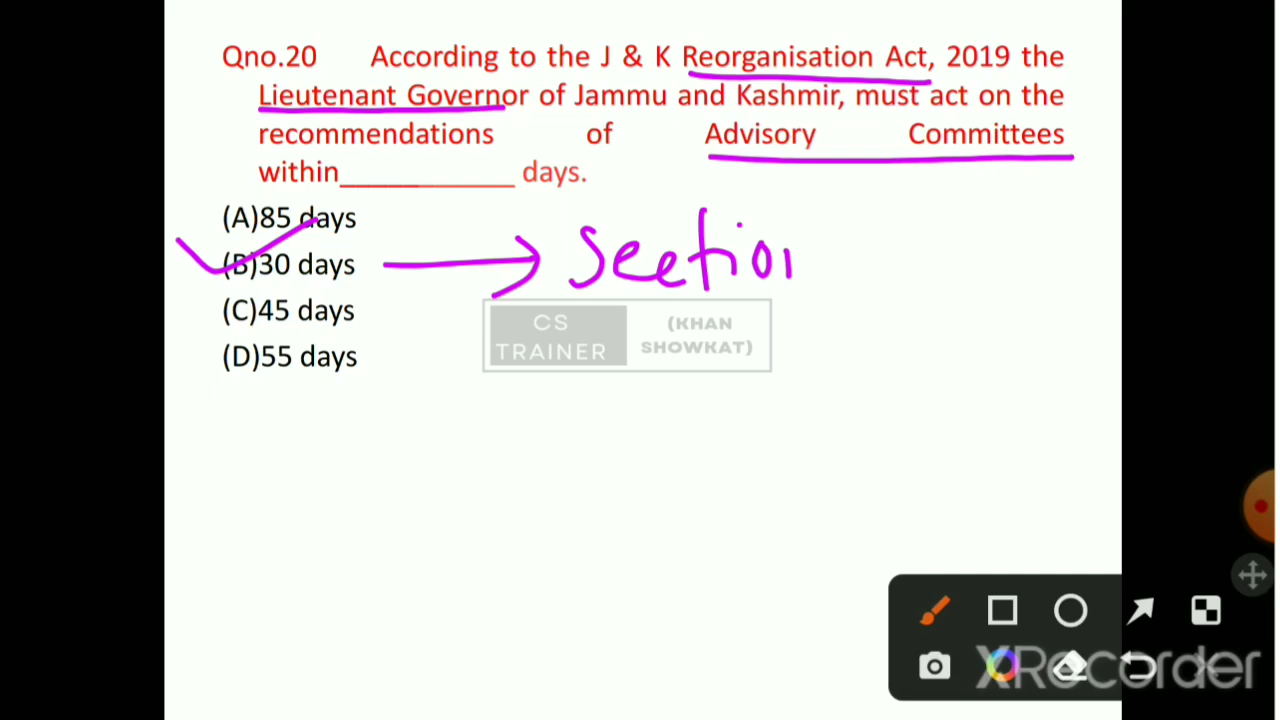 Qno.20 According to the J & K Reorganisation Act, 2019 the
Lieutenant Governor of Jammu and Kashmir, must act on the
recommendations of Advisory Committees
within____________ days.
(A)85 days
(B)30 days
Section
(C)45 days
(D)55 days
CS
TRAINER
(KHAN
SHOWKAT)
XRecorder